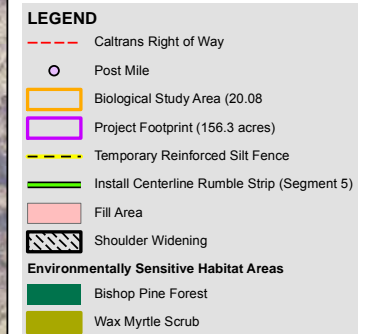 LEGEND
Caltrans Right of Way
Post Mile
Biological Study Area (20.08
Project Footprint (156.3 acres)
Temporary Reinforced Silt Fence
Install Centerline Rumble Strip (Segment 5)
Fill Area
Shoulder Widening
Environmentally Sensitive Habitat Areas
Bishop Pine Forest
Wax Myrtle Scrub